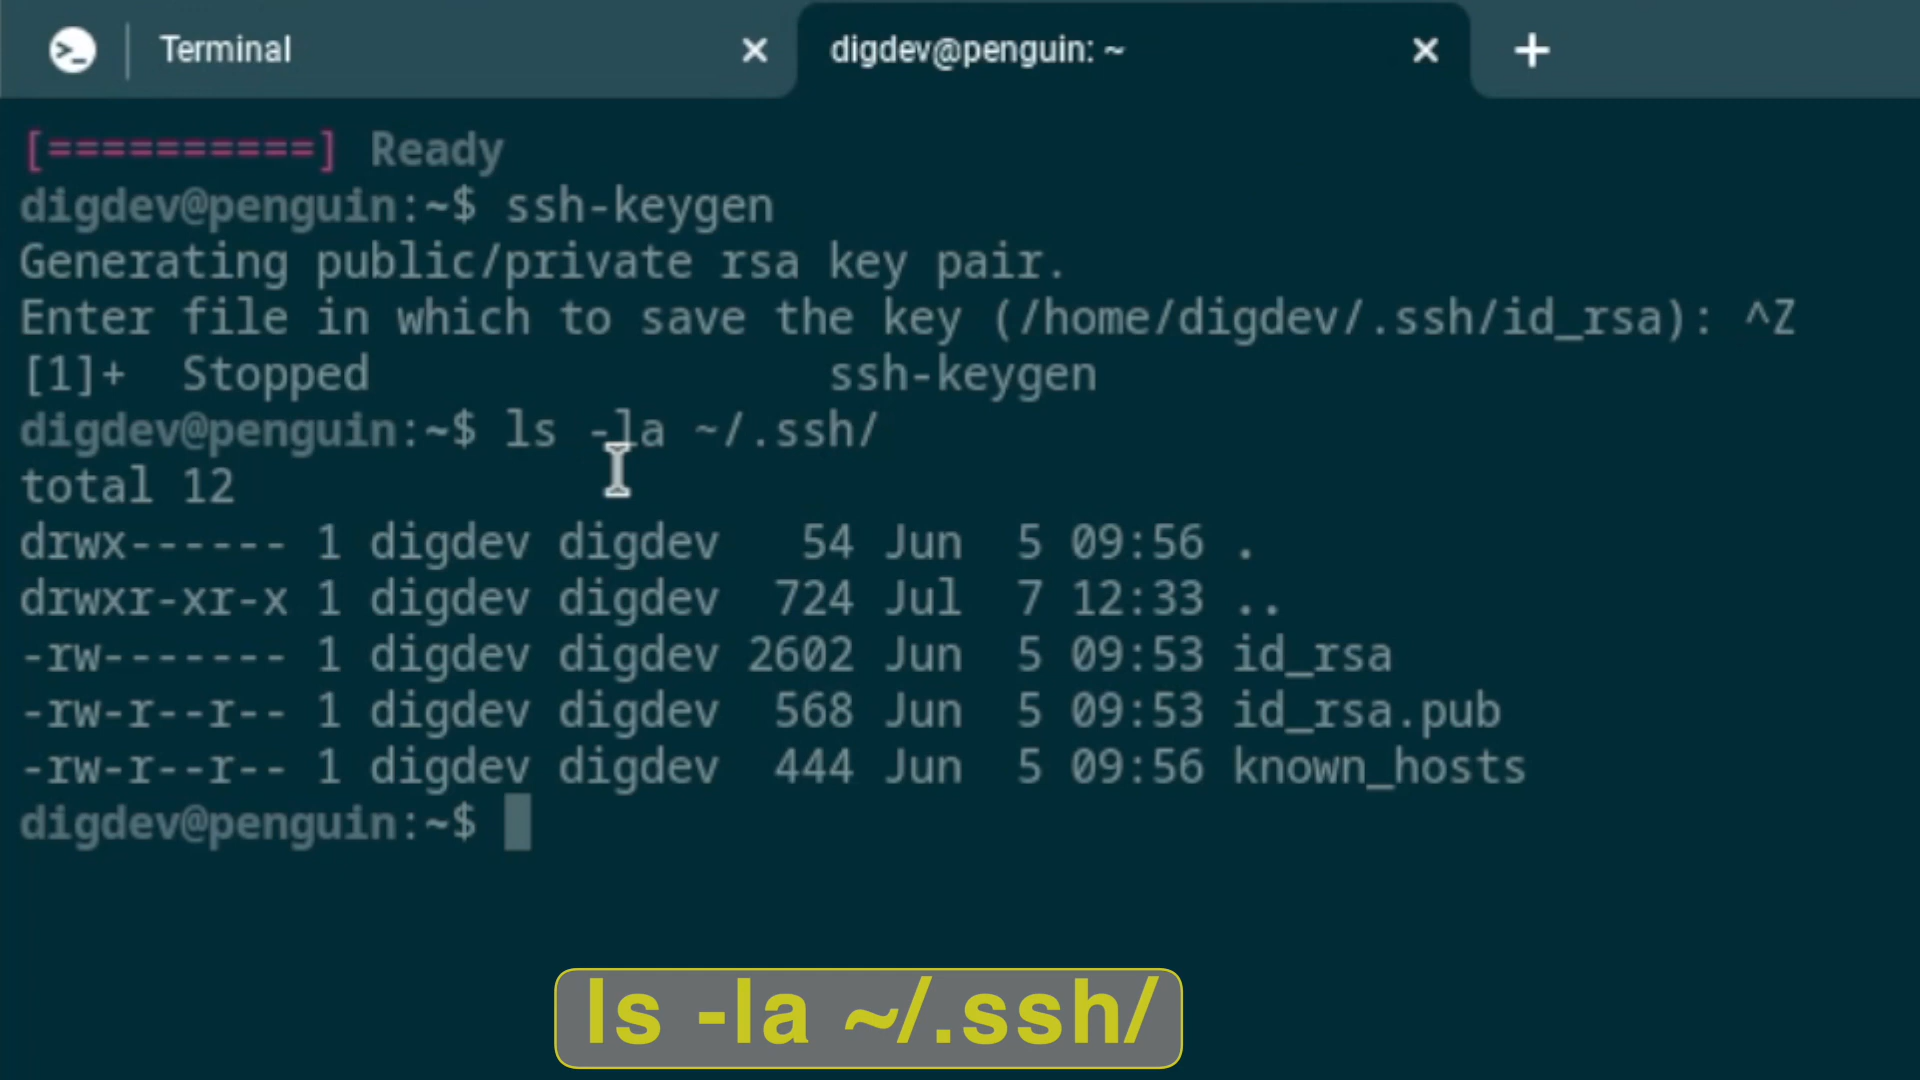 Terminal
digdev@penguin: ~
[==========] Ready
digdev@penguin:~$ ssh-keygen
Generating public/private rsa key pair.
Enter file in which to save the key (/home/digdev/.ssh/id_rsa): ^Z
[1]+  Stopped                 ssh-keygen
digdev@penguin:~$ ls -la ~/.ssh/
total 12
drwx------ 1 digdev digdev   54 Jun  5 09:56 .
drwxr-xr-x 1 digdev digdev  724 Jul  7 12:33 ..
-rw------- 1 digdev digdev 2602 Jun  5 09:53 id_rsa
-rw-r--r-- 1 digdev digdev  568 Jun  5 09:53 id_rsa.pub
-rw-r--r-- 1 digdev digdev  444 Jun  5 09:56 known_hosts
digdev@penguin:~$
ls -la ~/.ssh/